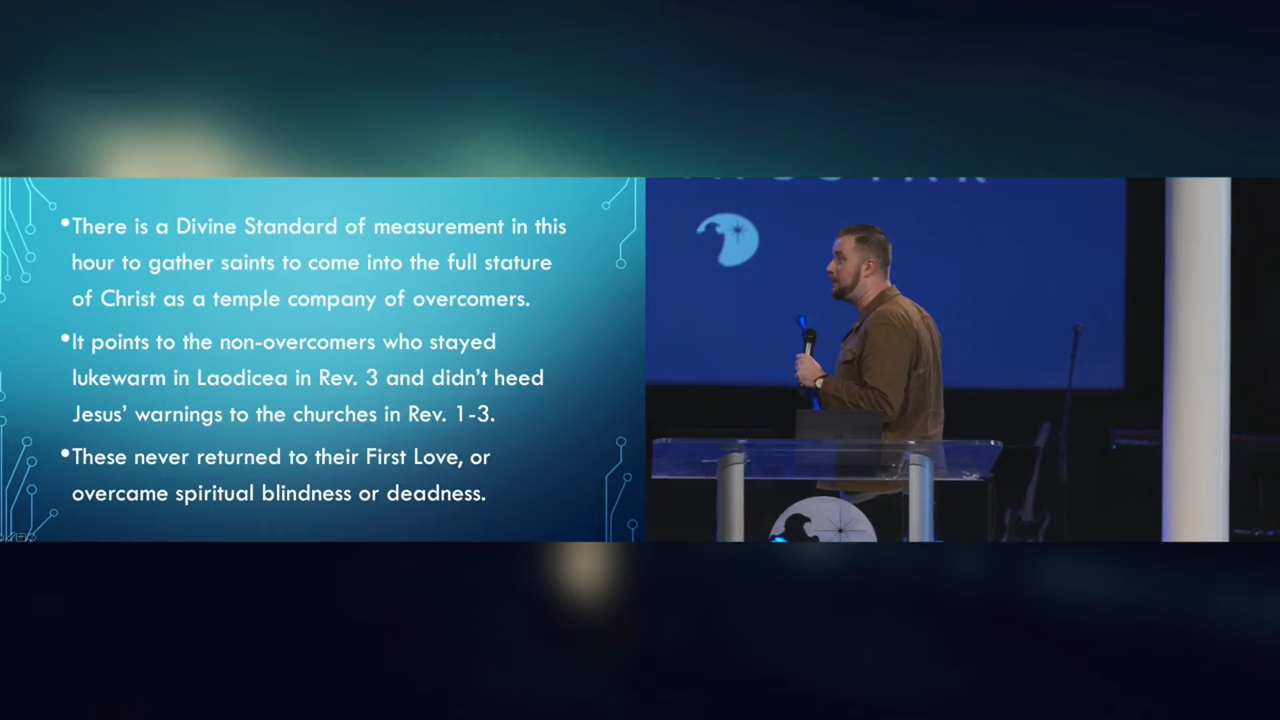 •There is a Divine Standard of measurement in this
hour to gather saints to come into the full stature
of Christ as a temple company of overcomers.
•It points to the non-overcomers who stayed
lukewarm in Laodicea in Rev. 3 and didn't heed
Jesus' warnings to the churches in Rev. 1-3.
•These never returned to their First Love, or
overcame spiritual blindness or deadness.